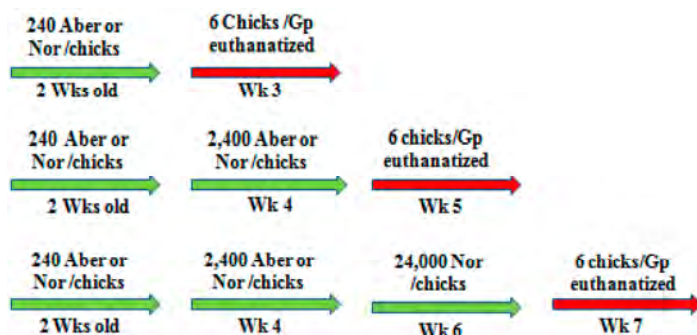 240 Aber or
Nor /chicks
2 Wks old
6 Chicks /Gp
euthanatized
Wk 3
240 Aber or
Nor /chicks
2 Wks old
2,400 Aber or
Nor /chicks
Wk 4
6 chicks/Gp
euthanatized
Wk 5
240 Aber or
Nor /chicks
2 Wks old
2,400 Aber or
Nor /chicks
Wk 4
24,000 Nor
/chicks
Wk 6
6 chicks/Gp
euthanatized
Wk 7